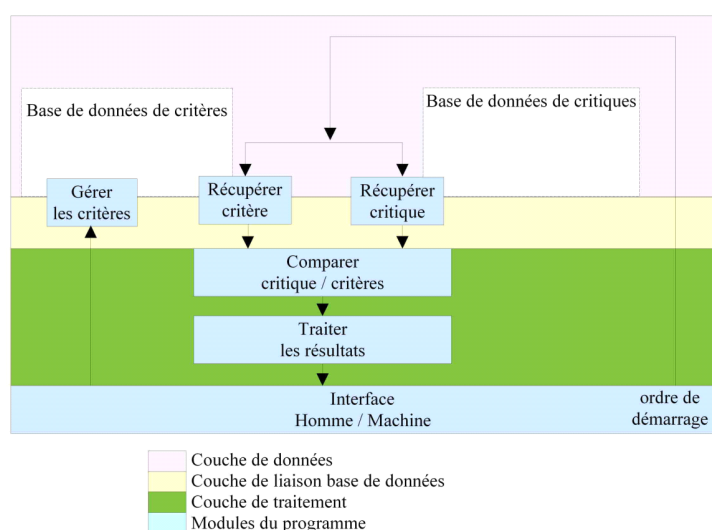 Base de données de critères
Base de données de critiques
Gérer
les critères
Récupérer
critère
Récupérer
critique
Comparer
critique / critères
Traiter
les résultats
Interface
Homme / Machine
ordre de
démarrage
Couche de données
Couche de liaison base de données
Couche de traitement
Modules du programme